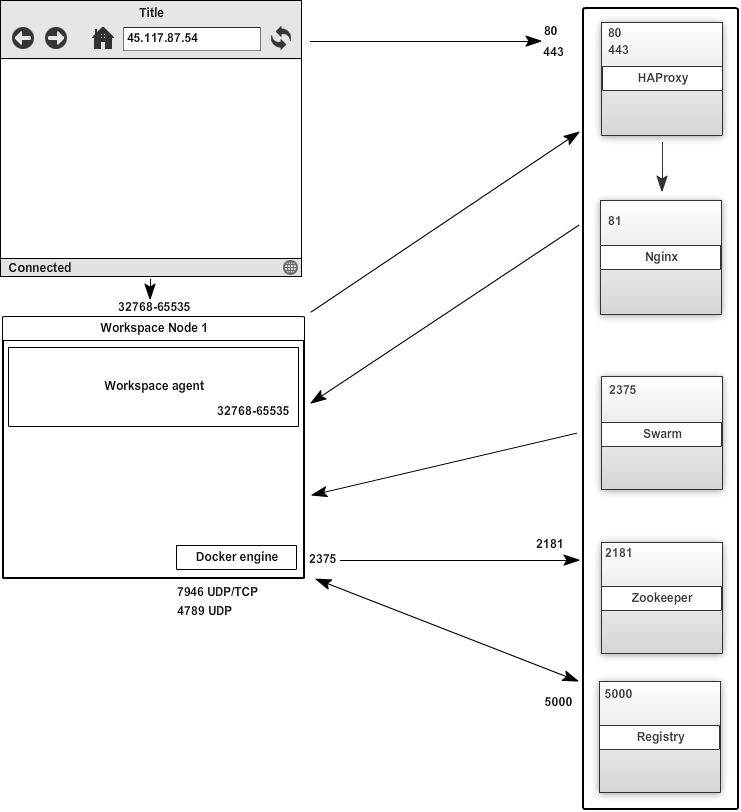 Title
45.117.87.54
Connected
32768-65535
Workspace Node 1
Workspace agent
32768-65535
Docker engine
2375
7946 UDP/TCP
4789 UDP
80
443
80
443
HAProxy
81
Nginx
2375
Swarm
2181
2181
Zookeeper
5000
5000
Registry